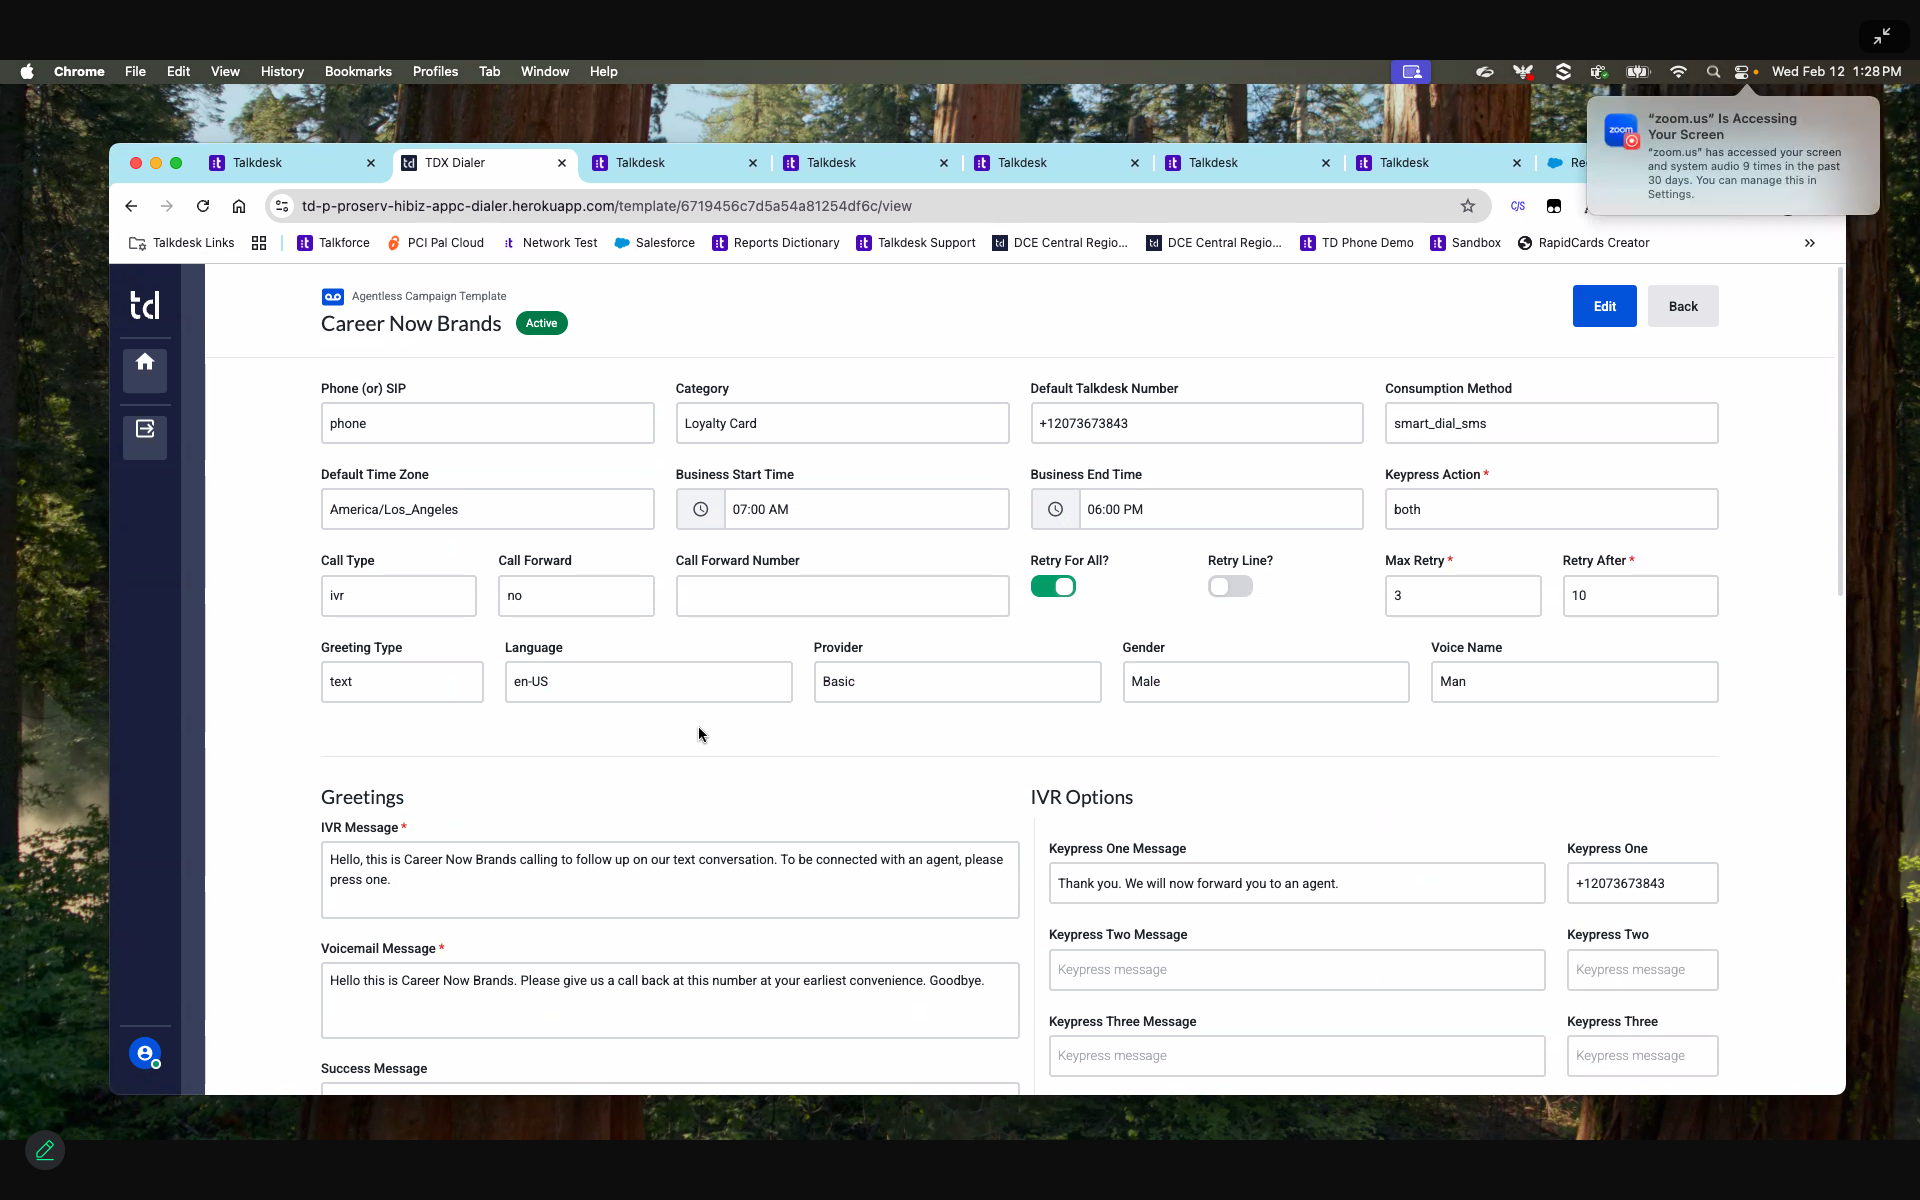 Chrome File Edit View History Bookmarks Profiles Tab Window Help Wed Feb 12 1:28 PM
zoom
"zoom.us" Is Accessing
Your Screen
"zoom.us" has accessed your screen
and system audio 9 times in the past
30 days. You can manage this in
Settings.
Talkdesk td TDX Dialer Talkdesk Talkdesk Talkdesk Talkdesk Talkdesk
td-p-proserv-hibiz-appc-dialer.herokuapp.com/template/6719456c7d5a54a81254df6c/view C/S
Talkdesk Links Talkforce PCI Pal Cloud Network Test Salesforce Reports Dictionary Talkdesk Support DCE Central Regio... DCE Central Regio... TD Phone Demo Sandbox RapidCards Creator
td
Agentless Campaign Template
Career Now Brands Active
Edit Back
Phone (or) SIP Category Default Talkdesk Number Consumption Method
phone Loyalty Card +12073673843 smart_dial_sms
Default Time Zone Business Start Time Business End Time Keypress Action *
America/Los_Angeles 07:00 AM 06:00 PM both
Call Type Call Forward Call Forward Number Retry For All? Retry Line? Max Retry * Retry After *
ivr no 3 10
Greeting Type Language Provider Gender Voice Name
text en-US Basic Male Man
Greetings
IVR Message *
Hello, this is Career Now Brands calling to follow up on our text conversation. To be connected with an agent, please
press one.
Voicemail Message *
Hello this is Career Now Brands. Please give us a call back at this number at your earliest convenience. Goodbye.
Success Message
IVR Options
Keypress One Message Keypress One
Thank you. We will now forward you to an agent. +12073673843
Keypress Two Message Keypress Two
Keypress message Keypress message
Keypress Three Message Keypress Three
Keypress message Keypress message